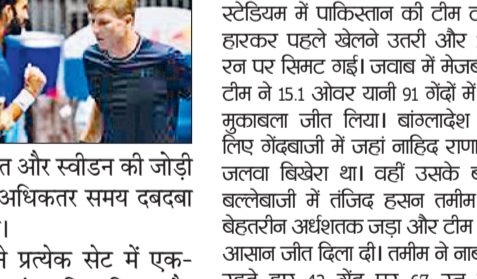 त और स्वीडन की जोड़ी
अधिकतर समय दबदबा
।
प्रत्येक सेट में एक-
स्टेडियम में पाकिस्तान की टीम
हारकर पहले खेलने उतरी और
रन पर सिमट गई। जवाब में मेजब
टीम ने 15.1 ओवर यानी 91 गेंदों में
मुकाबला जीत लिया। बांग्लादेश
लिए गेंदबाजी में जहां नाहिद राणा
जलवा बिखेरा था। वहीं उसके ब
बल्लेबाजी में तंजिद हसन तमीम
बेहतरीन अर्धशतक जड़ा और टीम
आसान जीत दिला दी। तमीम ने नाब